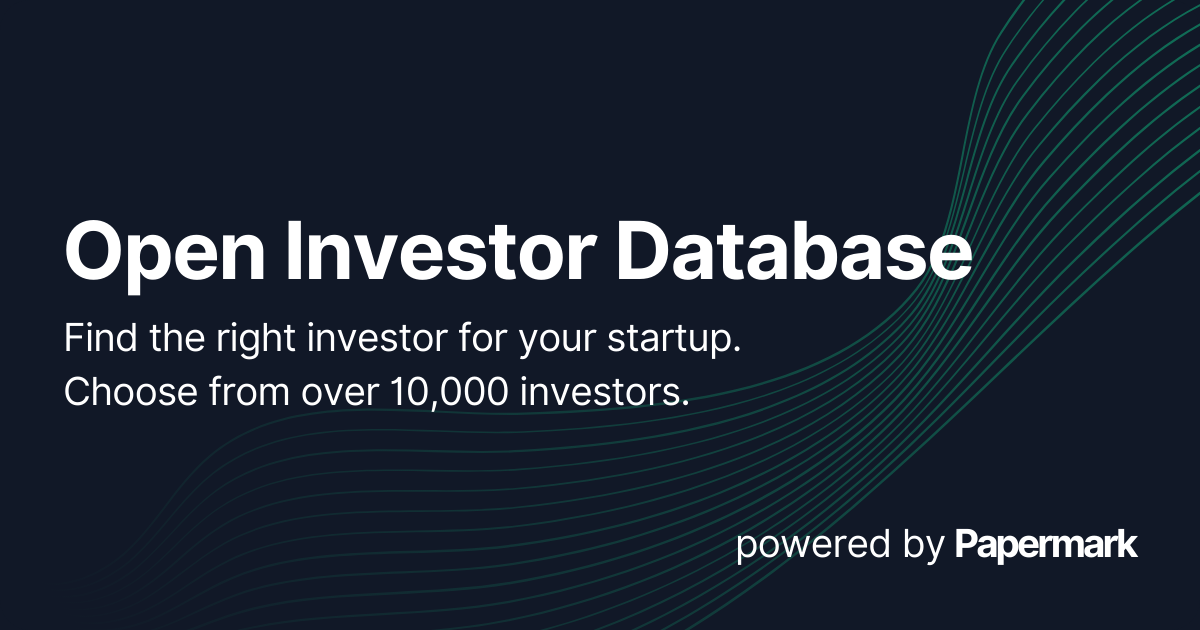 Open Investor Database
Find the right investor for your startup.
Choose from over 10,000 investors.
powered by Papermark